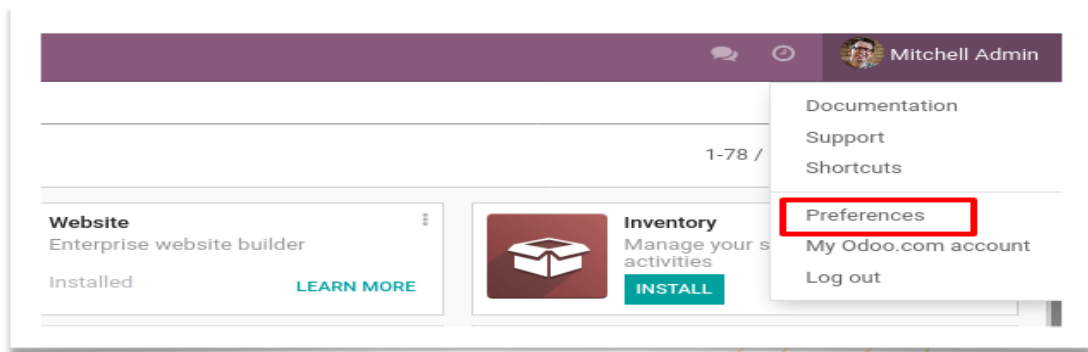 Mitchell Admin
Documentation
Support
Shortcuts
Preferences
My Odoo.com account
Log out
1-78 /
Website
Enterprise website builder
Installed
LEARN MORE
Inventory
Manage your s
activities
INSTALL